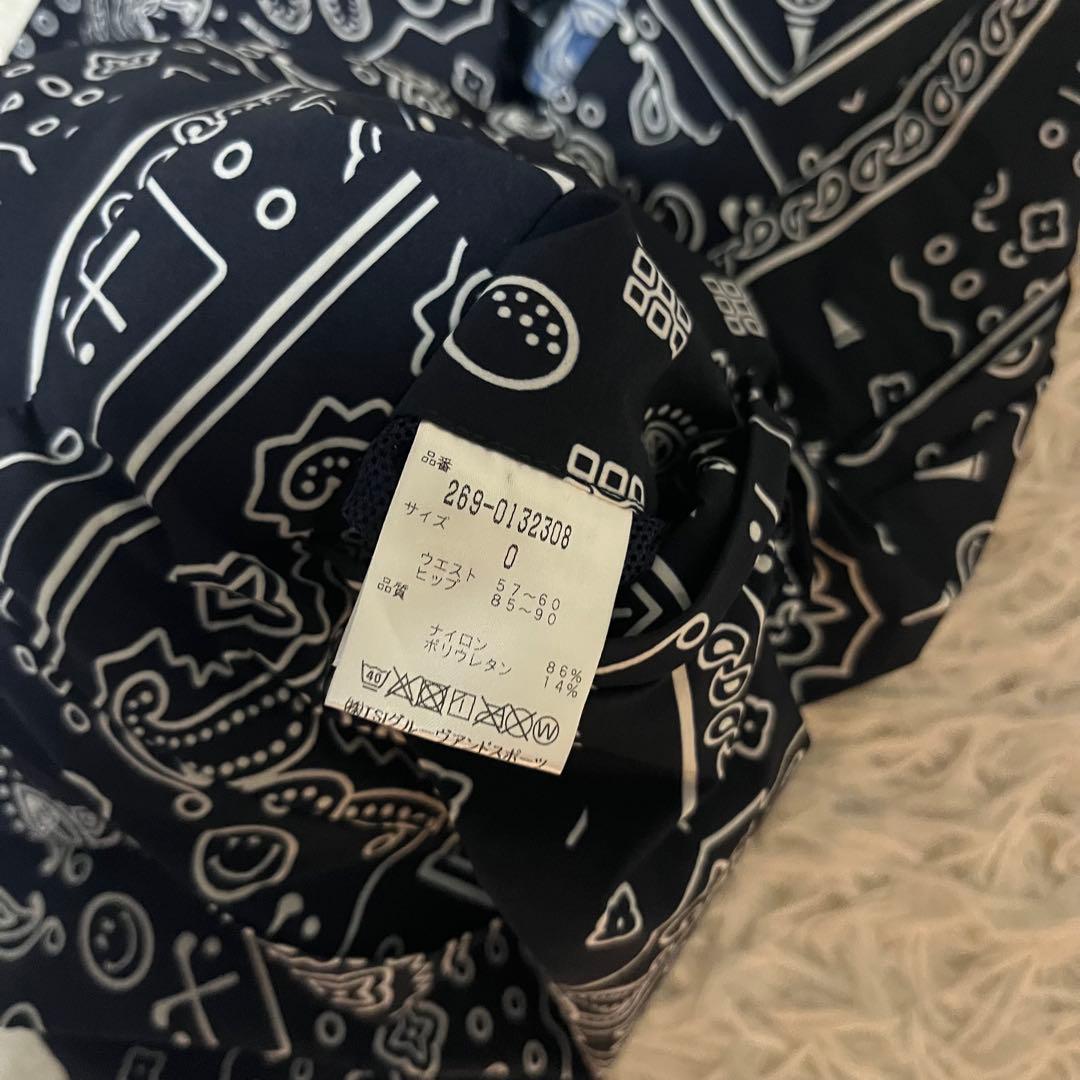 品番
269-0132308
サイズ
0
ウエスト 57~60
ヒップ 85~90
品質
ナイロン 86%
ポリウレタン 14%
40 1 W
㈱TSIグルーヴアンドスポーツ